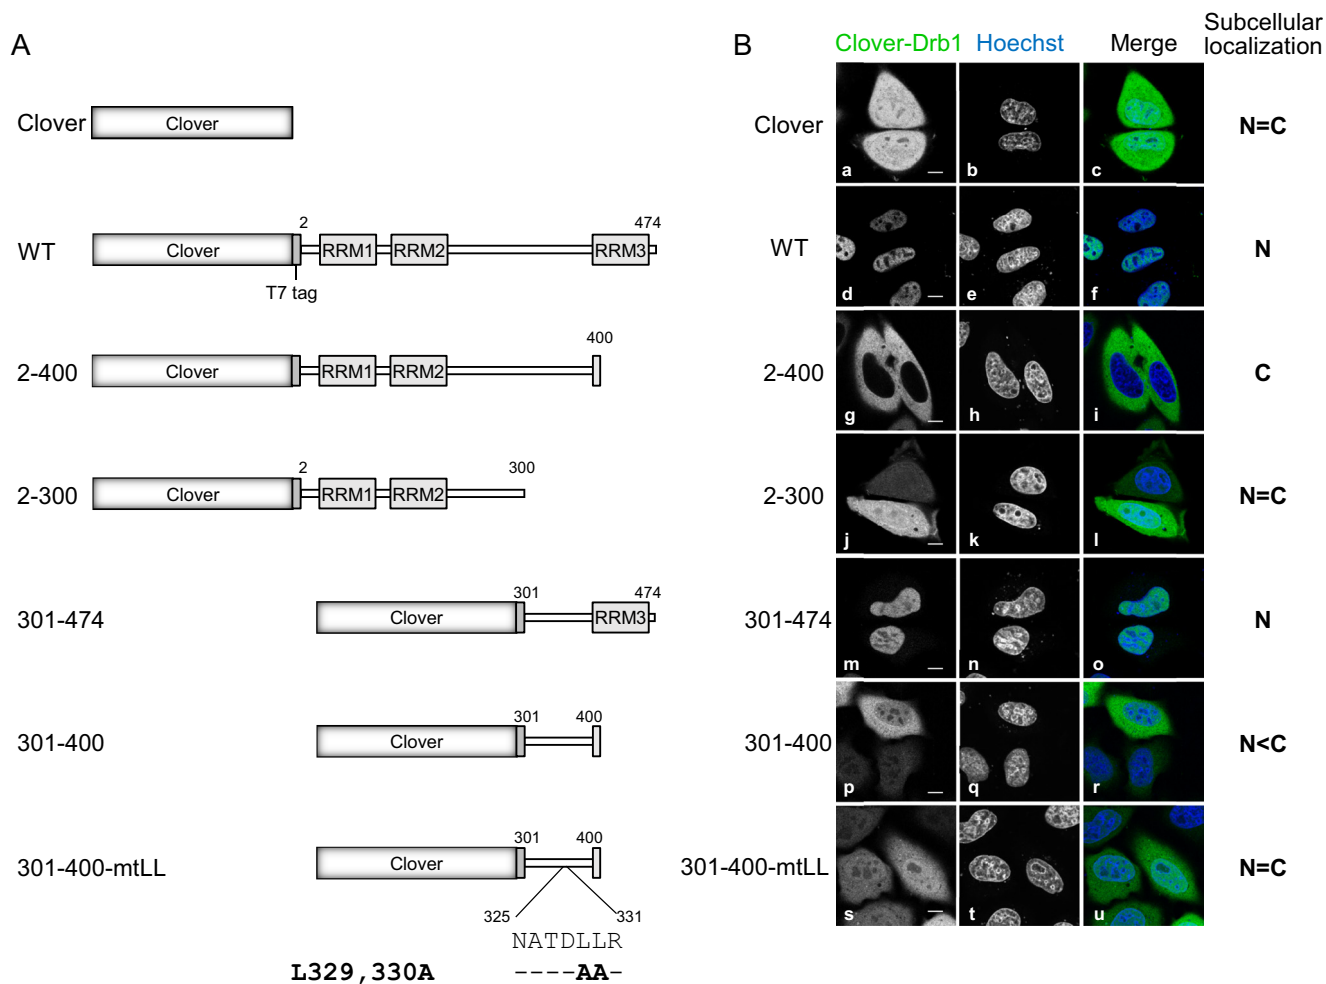 A
Clover
Clover
WT
Clover
2
RRM1
RRM2
474
RRM3
T7 tag
2-400
Clover
RRM1
RRM2
400
2-300
Clover
2
RRM1
RRM2
300
301-474
Clover
301
474
RRM3
301-400
Clover
301
400
301-400-mtLL
Clover
301
400
325
331
NATDLLR
L329,330A
----AA-
B
Clover-Drb1
Hoechst
Merge
Subcellular
localization
Clover
a
b
c
N=C
WT
d
e
f
N
2-400
g
h
i
C
2-300
j
k
l
N=C
301-474
m
n
o
N
301-400
p
q
r
N<C
301-400-mtLL
s
t
u
N=C